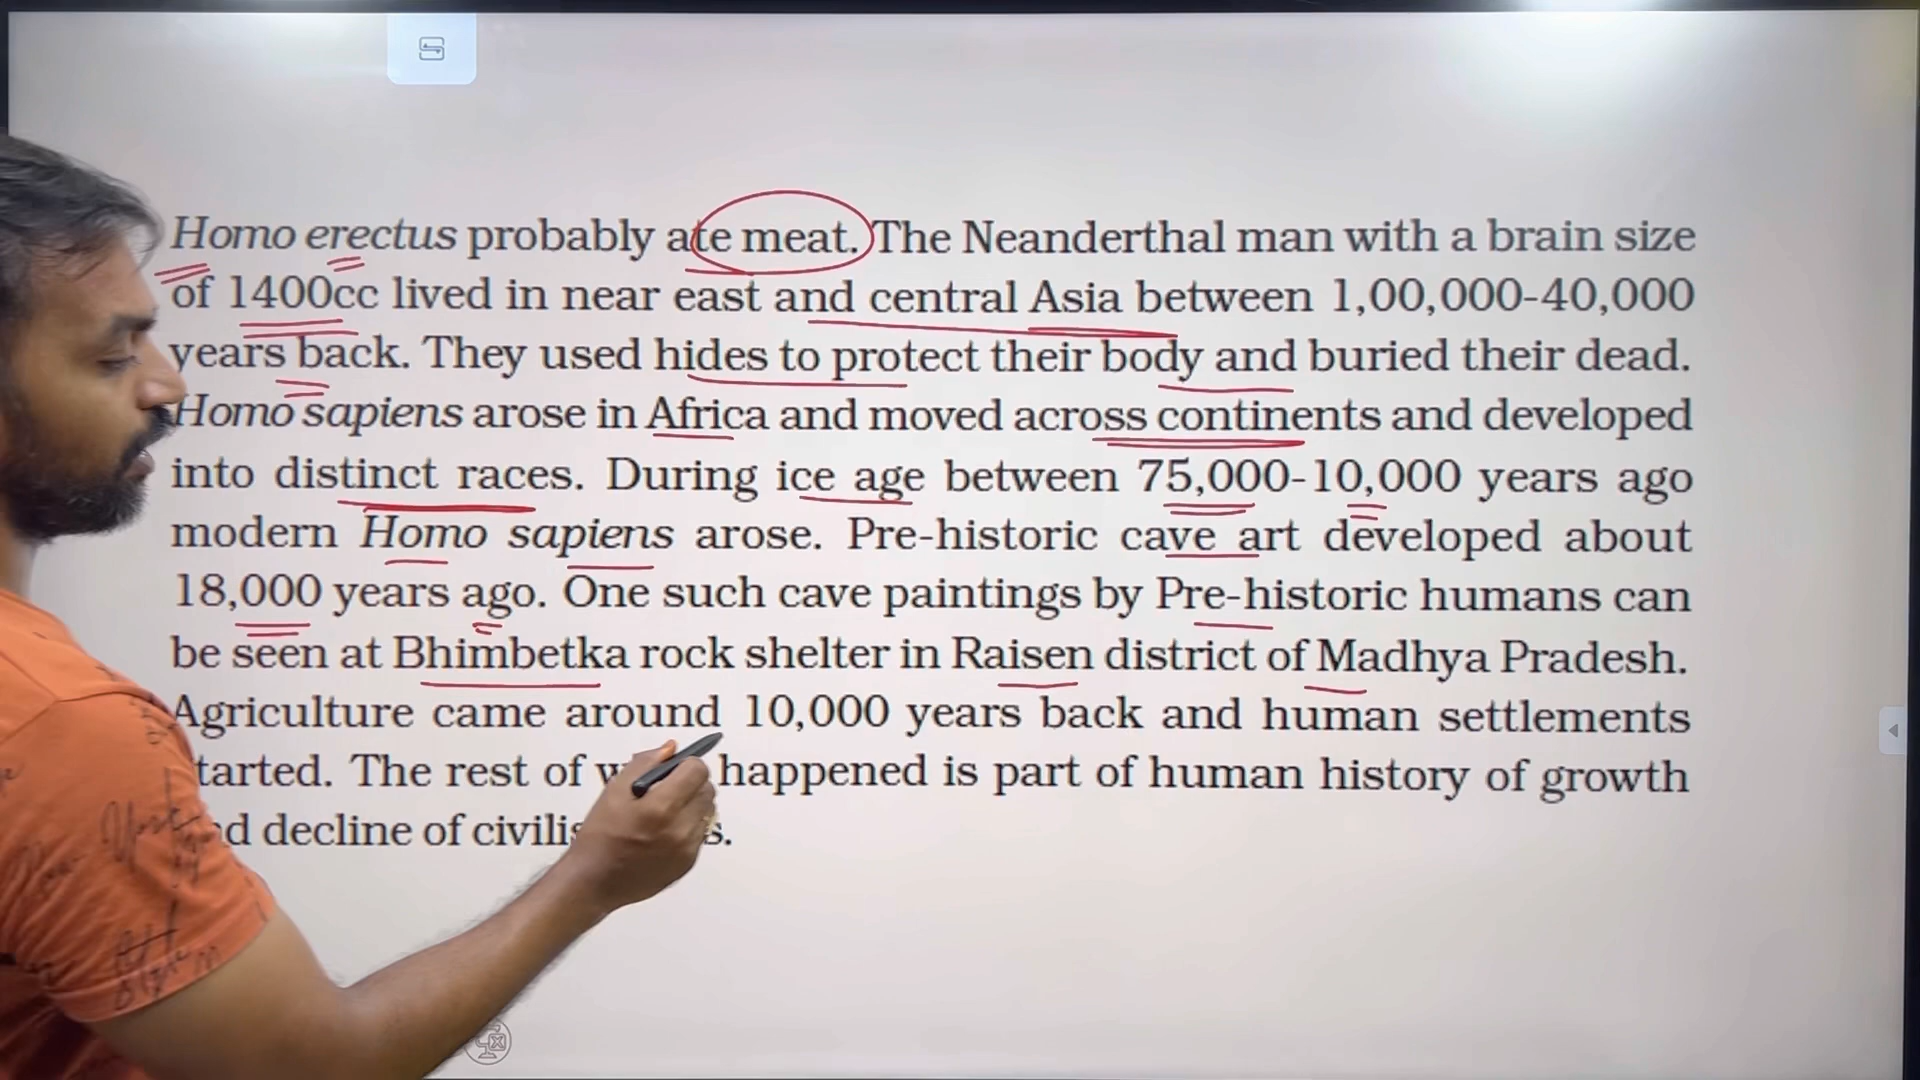 Homo erectus probably ate meat. The Neanderthal man with a brain size
of 1400cc lived in near east and central Asia between 1,00,000-40,000
years back. They used hides to protect their body and buried their dead.
Homo sapiens arose in Africa and moved across continents and developed
into distinct races. During ice age between 75,000-10,000 years ago
modern Homo sapiens arose. Pre-historic cave art developed about
18,000 years ago. One such cave paintings by Pre-historic humans can
be seen at Bhimbetka rock shelter in Raisen district of Madhya Pradesh.
Agriculture came around 10,000 years back and human settlements
The rest of happened is part of human history of growth
decline of